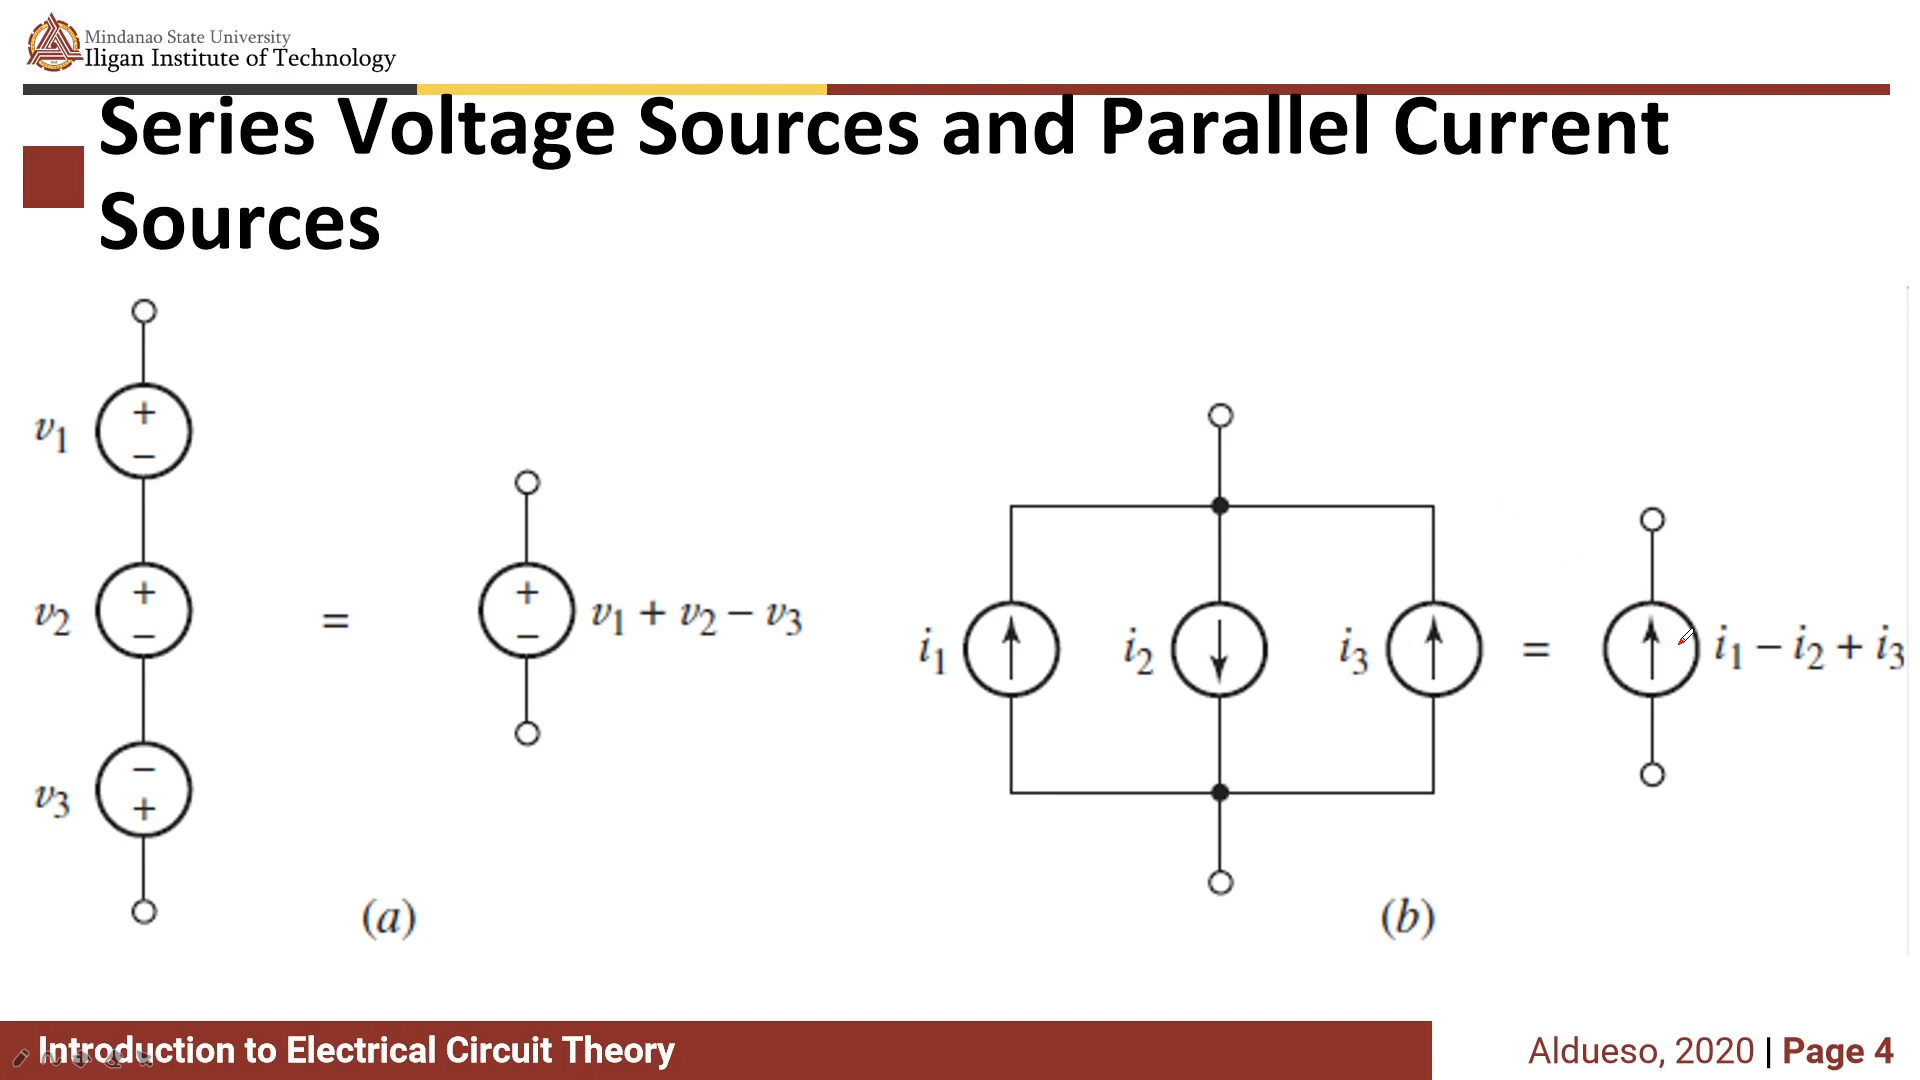 Mindanao State University
Iligan Institute of Technology
Series Voltage Sources and Parallel Current
Sources
v1
+
−
v2
+
−
v3
−
+
=
+
−
v1 + v2 − v3
(a)
i1
i2
i3
=
i1 − i2 + i3
(b)
Introduction to Electrical Circuit Theory
Aldueso, 2020 | Page 4